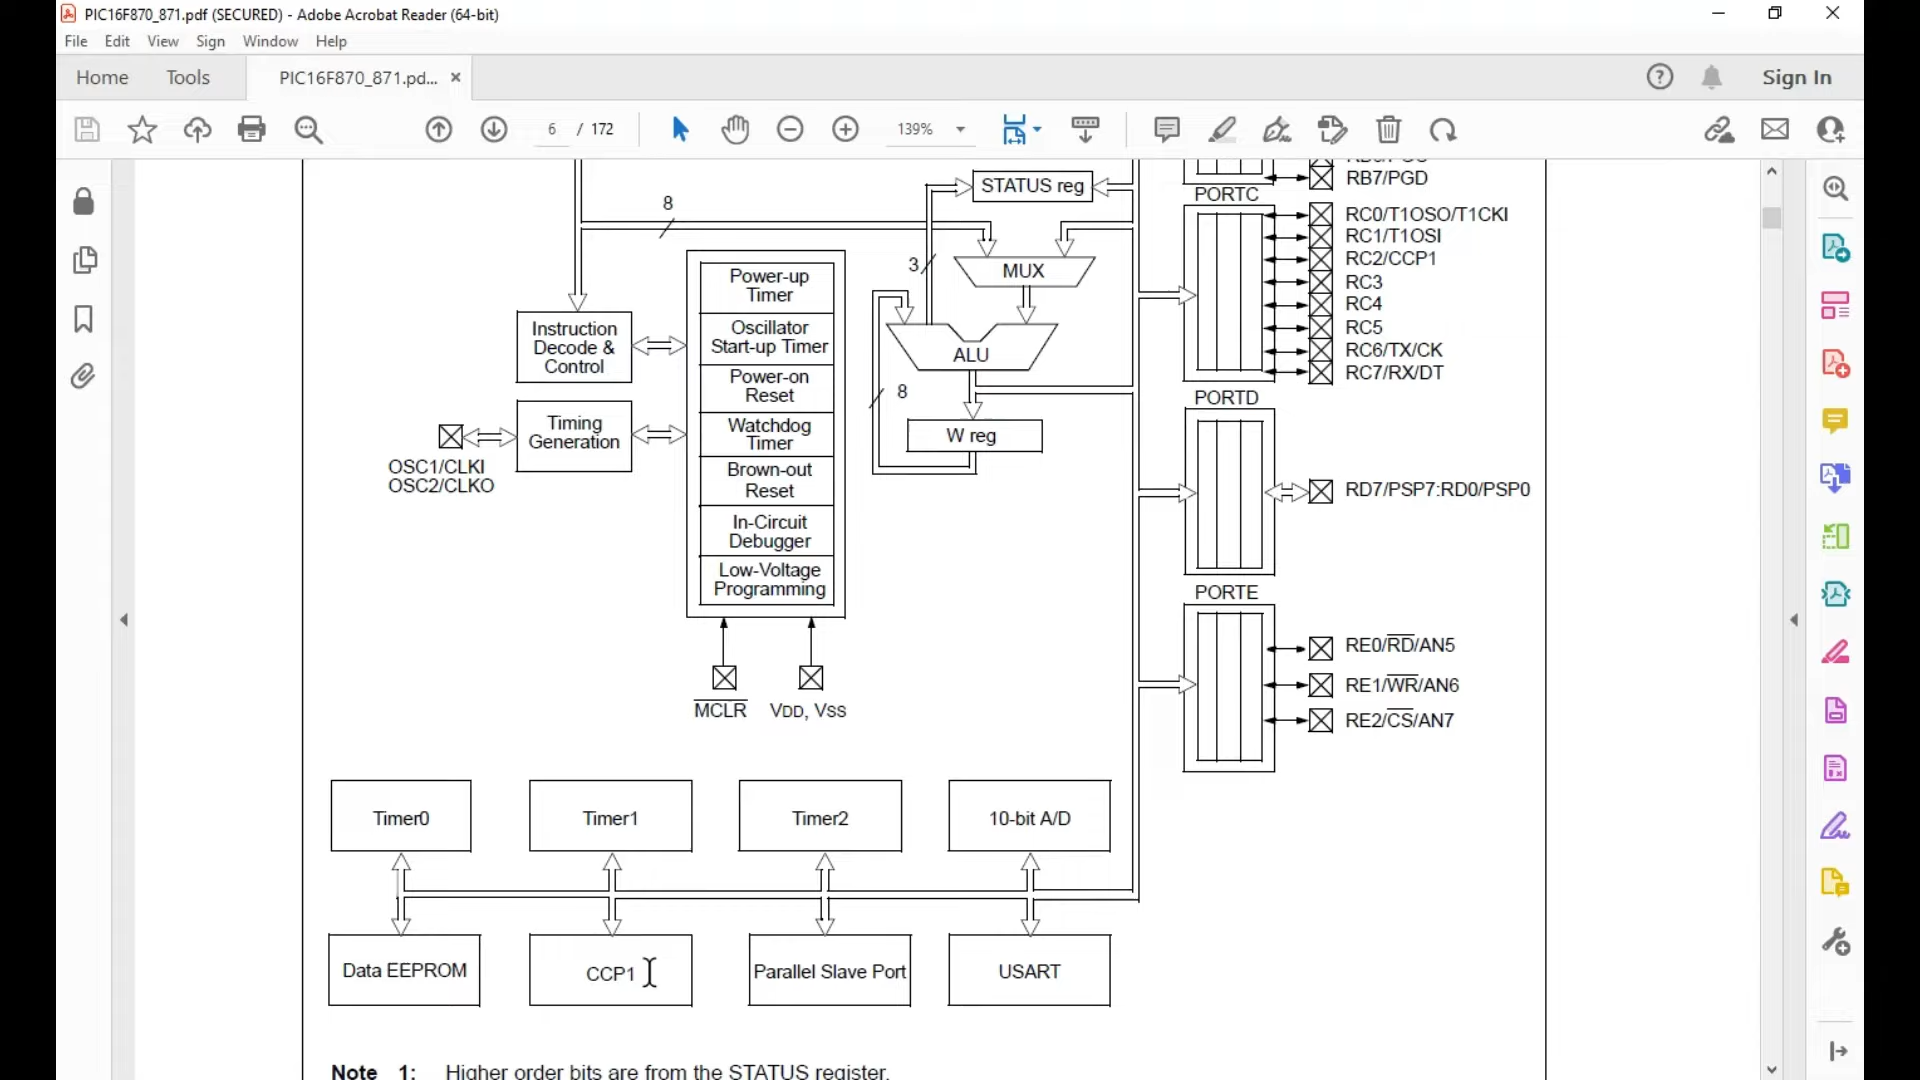 PIC16F870_871.pdf (SECURED) - Adobe Acrobat Reader (64-bit)
File Edit View Sign Window Help
Home Tools PIC16F870_871.pd... × Sign In
6 / 172 139%
RB7/PGD
STATUS reg
PORTC
8
RC0/T1OSO/T1CKI
RC1/T1OSI
RC2/CCP1
RC3
RC4
RC5
RC6/TX/CK
RC7/RX/DT
3
MUX
Power-up
Timer
Oscillator
Start-up Timer
Power-on
Reset
Watchdog
Timer
Brown-out
Reset
In-Circuit
Debugger
Low-Voltage
Programming
Instruction
Decode &
Control
ALU
8
W reg
Timing
Generation
OSC1/CLKI
OSC2/CLKO
PORTD
RD7/PSP7:RD0/PSP0
PORTE
RE0/RD/AN5
RE1/WR/AN6
RE2/CS/AN7
MCLR VDD, VSS
Timer0 Timer1 Timer2 10-bit A/D
Data EEPROM CCP1 Parallel Slave Port USART
Note 1: Higher order bits are from the STATUS register.